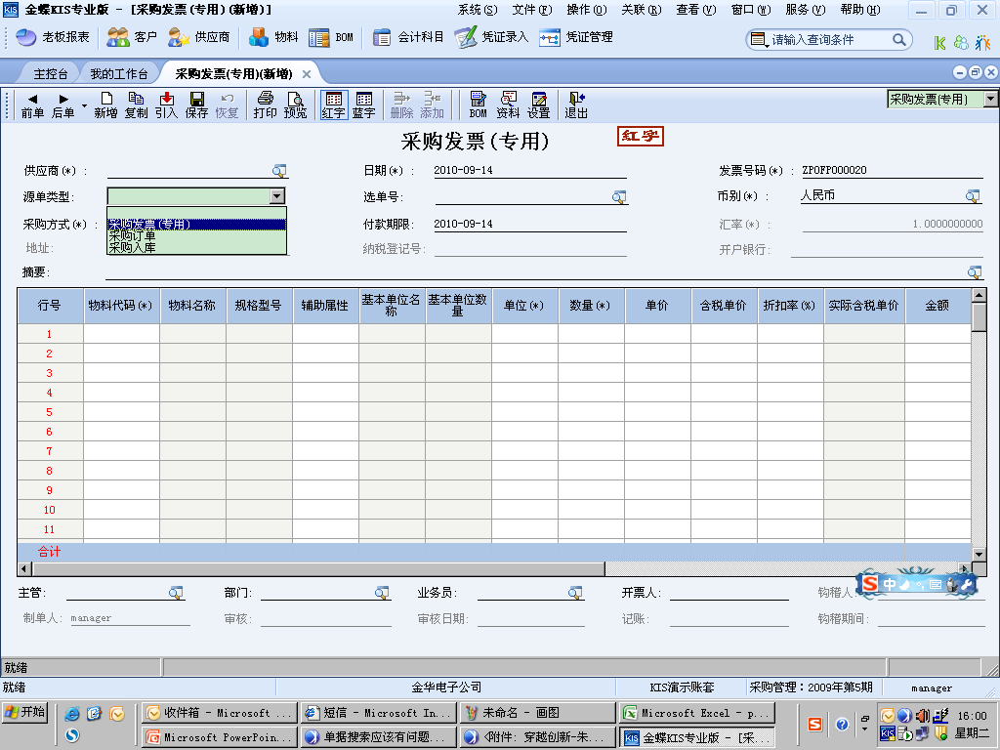 KIS 金蝶KIS专业版 - [采购发票(专用)(新增)] 系统(S) 文件(F) 操作(O) 关联(R) 查看(V) 窗口(W) 服务(V) 帮助(H)
老板报表 客户 供应商 物料 BOM 会计科目 凭证录入 凭证管理 请输入查询条件
主控台 我的工作台 采购发票(专用)(新增)
前单 后单 新增 复制 引入 保存 恢复 打印 预览 红字 蓝字 删除 添加 BOM 资料 设置 退出 采购发票(专用)
采购发票(专用) 红字
供应商(*) : 日期(*) : 2010-09-14 发票号码(*) : ZPOFP000020
源单类型: 选单号: 币别(*) : 人民币
采购方式(*) : 采购发票(专用) 付款期限: 2010-09-14 汇率(*) : 1.0000000000
采购订单
地址: 采购入库 纳税登记号: 开户银行:
摘要:
行号 物料代码(*) 物料名称 规格型号 辅助属性 基本单位名称 基本单位数量 单位(*) 数量(*) 单价 含税单价 折扣率(%) 实际含税单价 金额
1
2
3
4
5
6
7
8
9
10
11
合计
主管: 部门: 业务员: 开票人: 钩稽人
制单人: manager 审核: 审核日期: 记账: 钩稽期间:
S 中
就绪
就绪 金华电子公司 KIS演示账套 采购管理：2009年第5期 manager
开始 收件箱 - Microsoft ... 短信 - Microsoft In... 未命名 - 画图 Microsoft Excel - p... 16:00
Microsoft PowerPoin... 单据搜索应该有问题... 〈附件: 穿越创新-朱... KIS 金蝶KIS专业版 - [采... S KIS 星期二